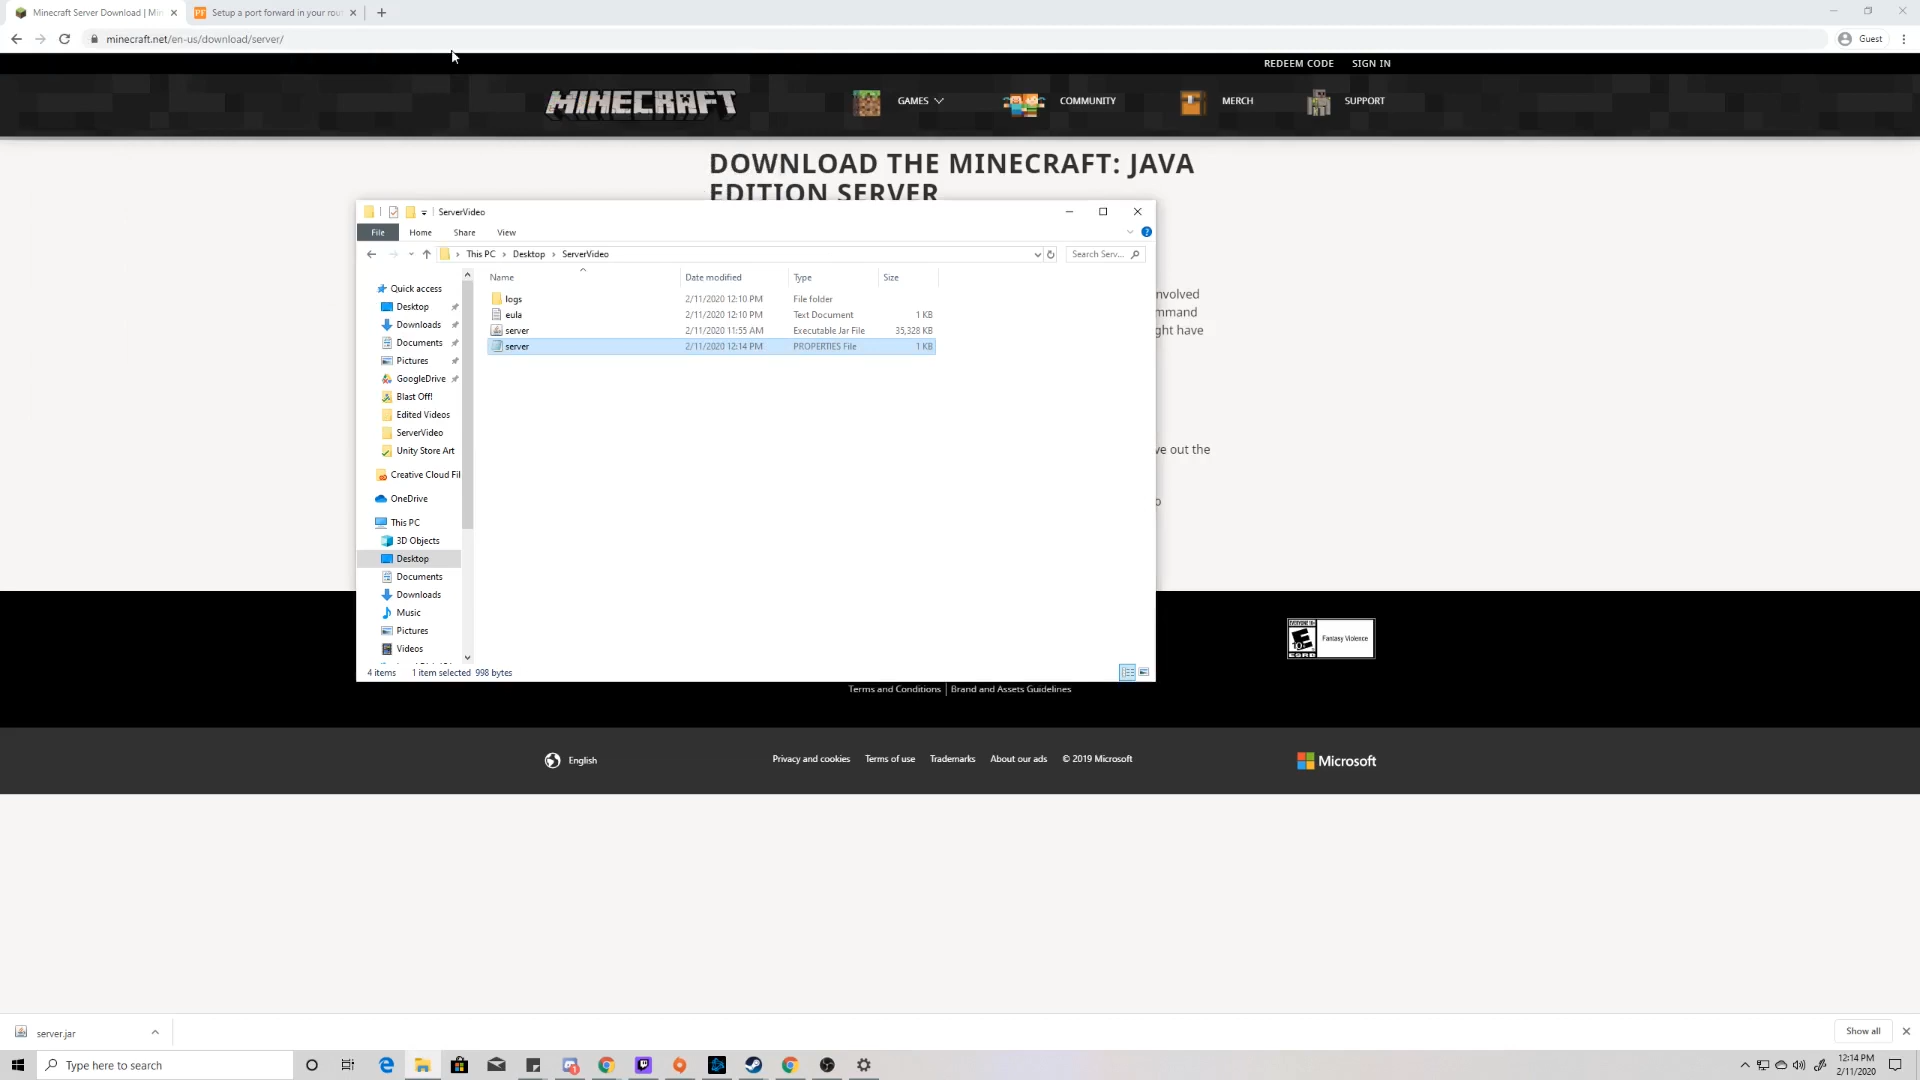 Minecraft Server Download | Min
Setup a port forward in your rout
minecraft.net/en-us/download/server/
Guest
REDEEM CODE
SIGN IN
MINECRAFT
GAMES
COMMUNITY
MERCH
SUPPORT
DOWNLOAD THE MINECRAFT: JAVA
EDITION SERVER
ServerVideo
File
Home
Share
View
This PC
Desktop
ServerVideo
Search Serv...
Name
Date modified
Type
Size
logs
2/11/2020 12:10 PM
File folder
eula
2/11/2020 12:10 PM
Text Document
1 KB
server
2/11/2020 11:55 AM
Executable Jar File
35,328 KB
server
2/11/2020 12:14 PM
PROPERTIES File
1 KB
Quick access
Desktop
Downloads
Documents
Pictures
GoogleDrive
Blast Off!
Edited Videos
ServerVideo
Unity Store Art
Creative Cloud Fil
OneDrive
This PC
3D Objects
Desktop
Documents
Downloads
Music
Pictures
Videos
4 items
1 item selected 998 bytes
nvolved
mmand
ght have
ve out the
o
EVERYONE 10+
E
10+
ESRB
Fantasy Violence
Terms and Conditions | Brand and Assets Guidelines
English
Privacy and cookies
Terms of use
Trademarks
About our ads
© 2019 Microsoft
Microsoft
server.jar
Show all
Type here to search
12:14 PM
2/11/2020